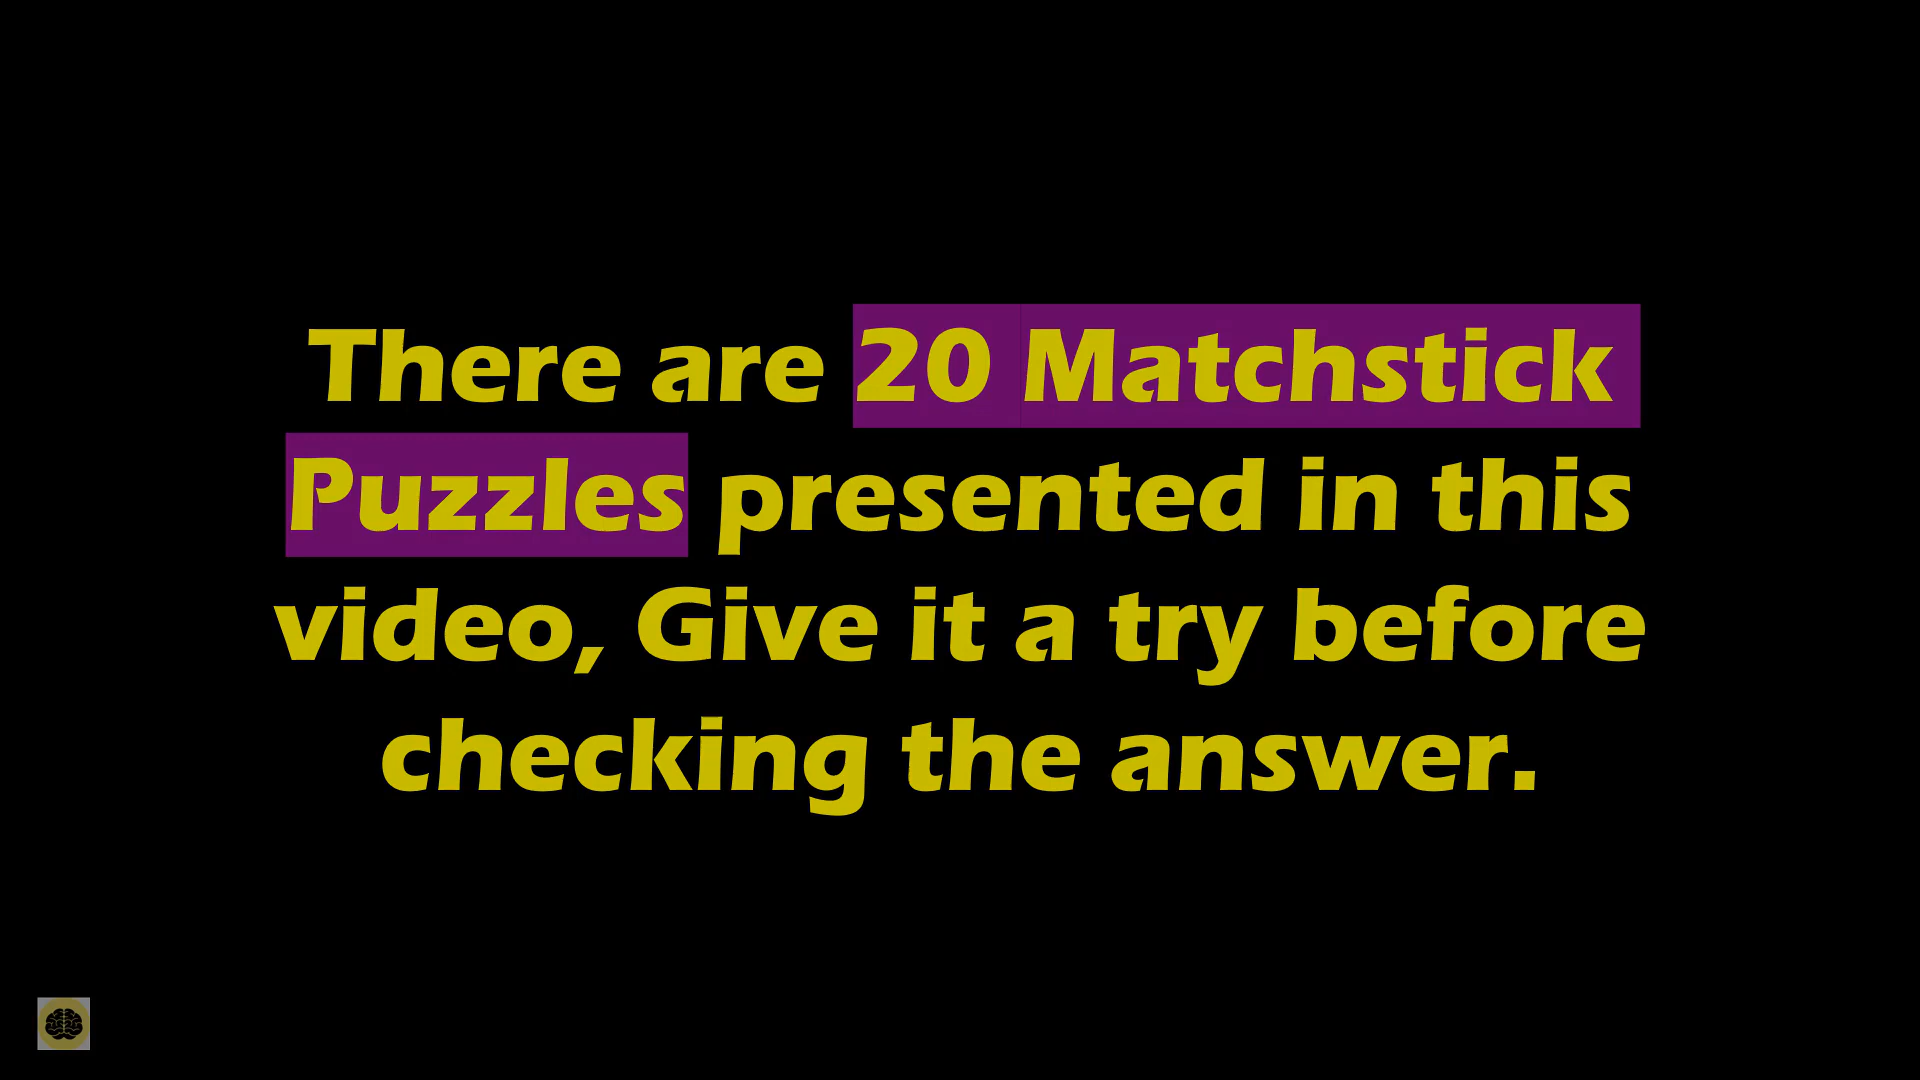 There are 20 Matchstick
Puzzles presented in this
video, Give it a try before
checking the answer.